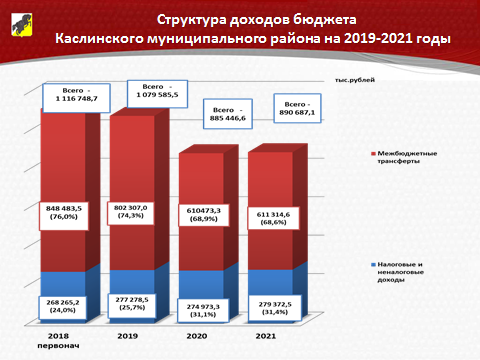 Структура доходов бюджета
Каслинского муниципального района на 2019-2021 годы
тыс.рублей
Всего -
1 116 748,7
Всего -
1 079 585,5
Всего -
885 446,6
Всего -
890 687,1
Межбюджетные
трансферты
848 483,5
(76,0%)
802 307,0
(74,3%)
610473,3
(68,9%)
611 314,6
(68,6%)
Налоговые и
неналоговые
доходы
268 265,2
(24,0%)
277 278,5
(25,7%)
274 973,3
(31,1%)
279 372,5
(31,4%)
2018
первонач
2019
2020
2021